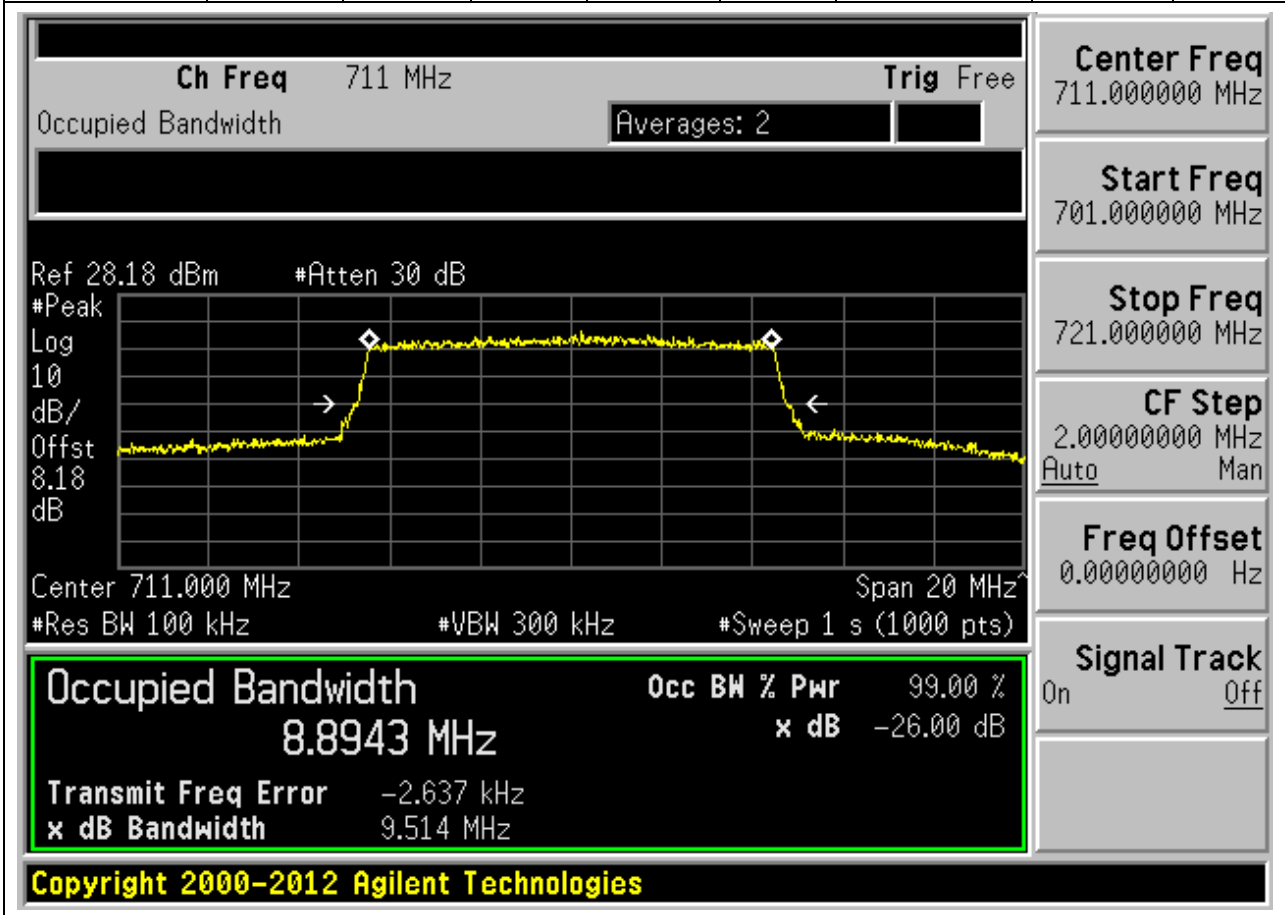 Ch Freq 711 MHz Trig Free
Occupied Bandwidth Averages: 2
Ref 28.18 dBm #Atten 30 dB
#Peak
Log
10
dB/
Offst
8.18
dB
Center 711.000 MHz Span 20 MHz^
#Res BW 100 kHz #VBW 300 kHz #Sweep 1 s (1000 pts)
Occupied Bandwidth Occ BW % Pwr 99.00 %
8.8943 MHz x dB -26.00 dB
Transmit Freq Error -2.637 kHz
x dB Bandwidth 9.514 MHz
Center Freq
711.000000 MHz
Start Freq
701.000000 MHz
Stop Freq
721.000000 MHz
CF Step
2.00000000 MHz
Auto Man
Freq Offset
0.00000000 Hz
Signal Track
On Off
Copyright 2000-2012 Agilent Technologies